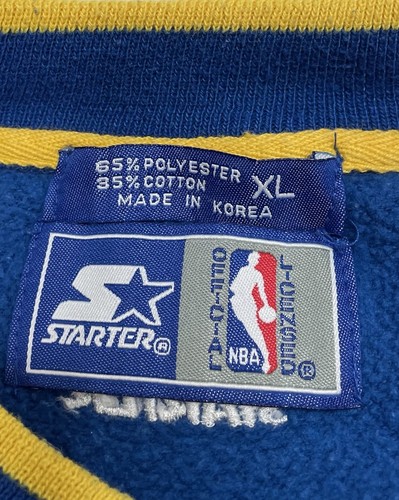 65% POLYESTER
35% COTTON
MADE IN KOREA
XL
STARTER®
OFFICIAL
NBA
LICENSED®